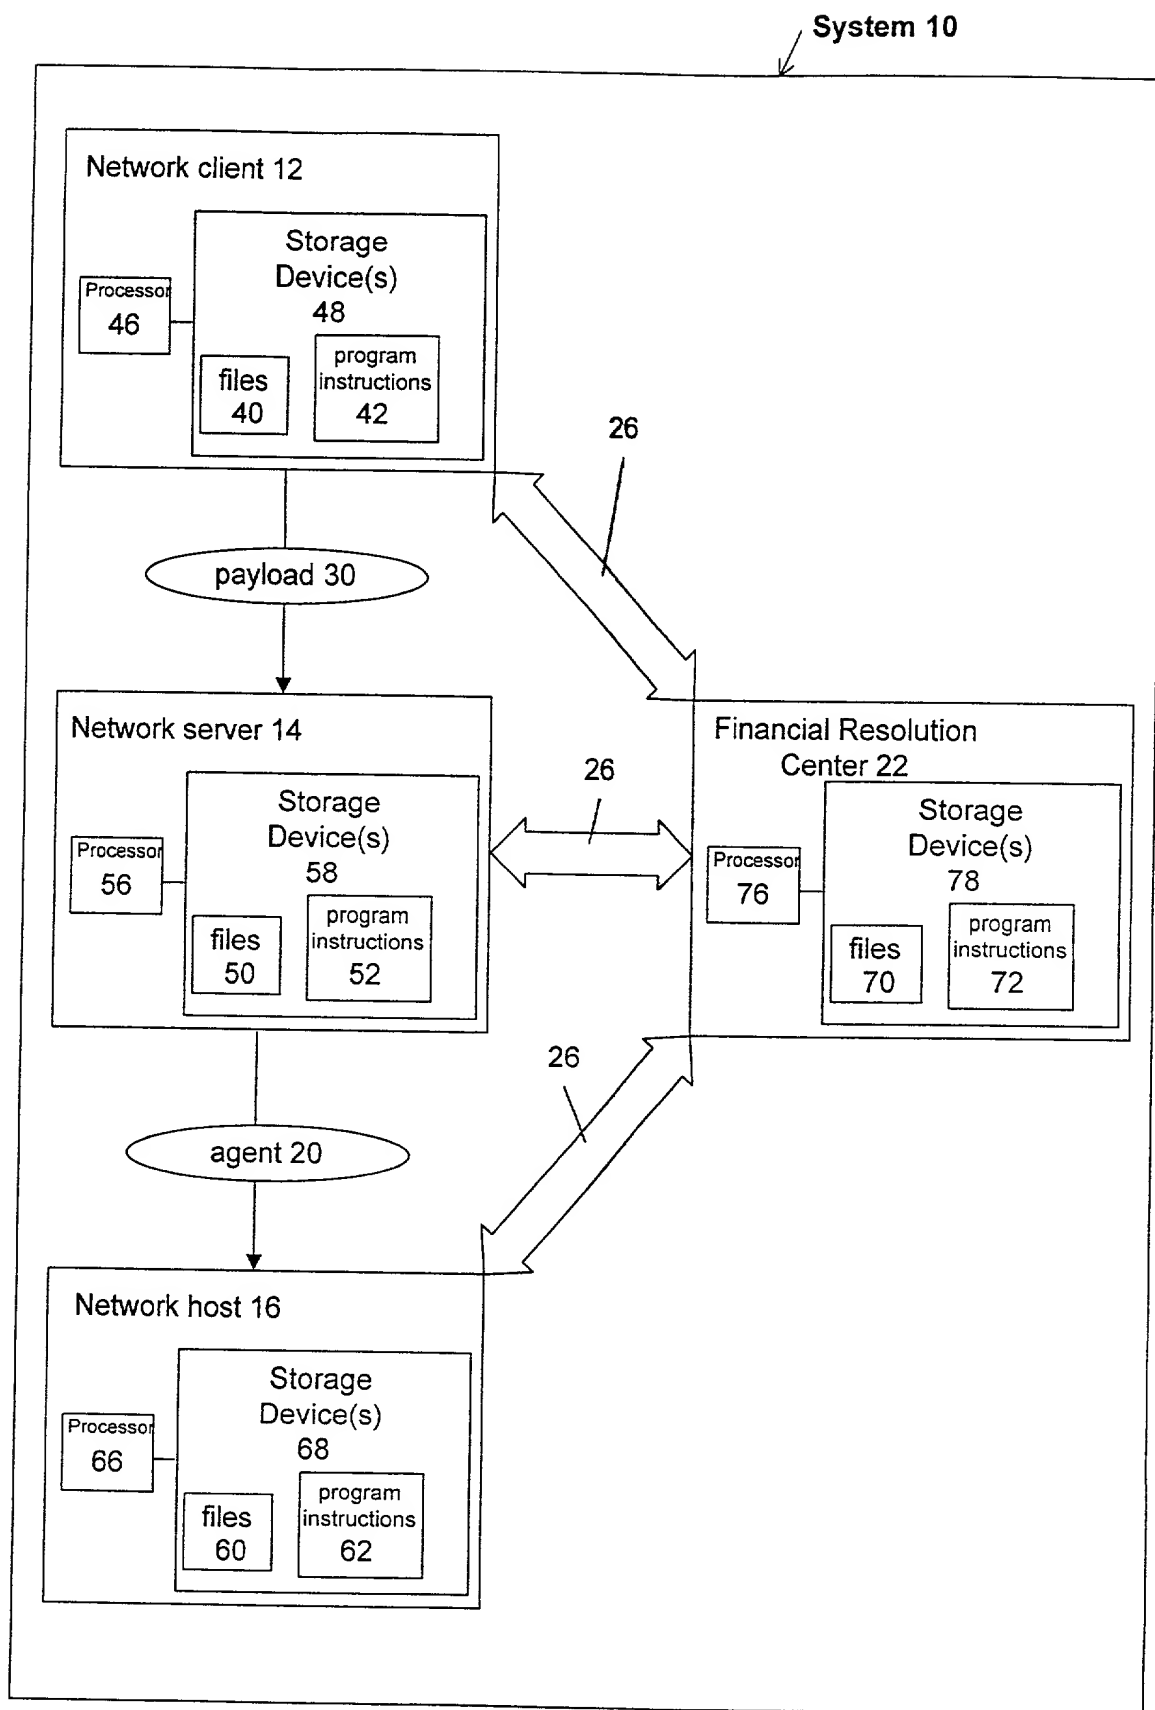 System 10
Network client 12
Storage
Device(s)
48
Processor
46
files
40
program
instructions
42
26
payload 30
Network server 14
Storage
Device(s)
58
Processor
56
files
50
program
instructions
52
26
Financial Resolution
Center 22
Storage
Device(s)
78
Processor
76
files
70
program
instructions
72
26
agent 20
Network host 16
Storage
Device(s)
68
Processor
66
files
60
program
instructions
62